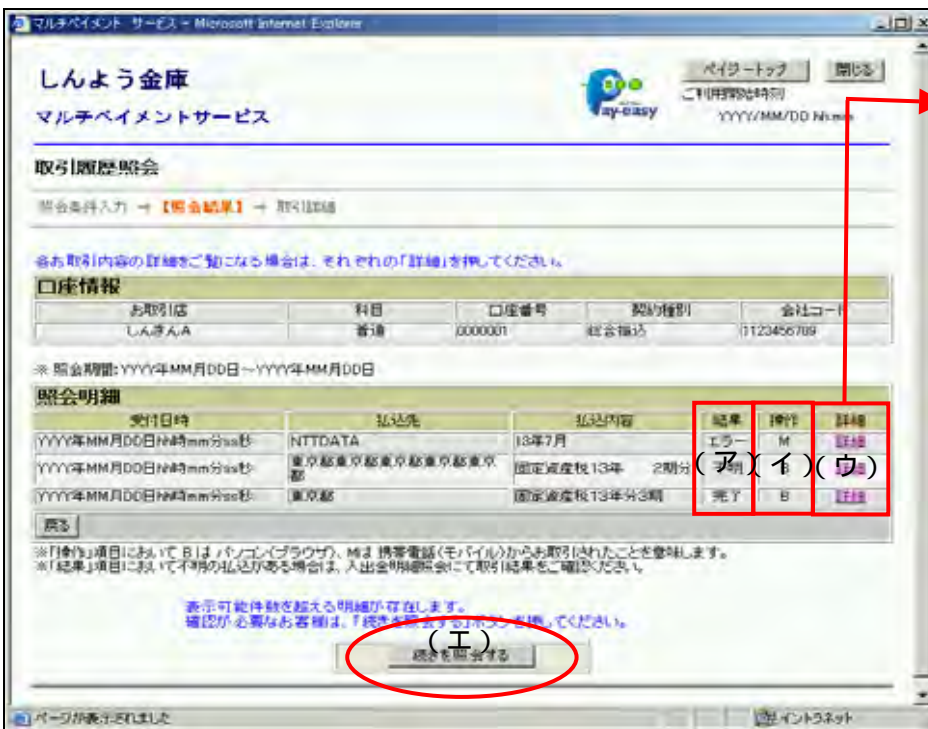 マルチペイメント サービス - Microsoft Internet Explorer
しんよう金庫
マルチペイメントサービス
Pay-easy
ペイジートップ 閉じる
ご利用開始時刻
YYYY/MM/DD hh:mm
取引履歴照会
照会条件入力 → 【照会結果】 → 取引詳細
各お取引内容の詳細をご覧になる場合は、それぞれの「詳細」を押してください。
口座情報
お取引店 科目 口座番号 契約種別 会社コード
しんきんA 普通 0000001 総合振込 1123456789
※ 照会期間:YYYY年MM月DD日~YYYY年MM月DD日
照会明細
受付日時 払込先 払込内容 結果 操作 詳細
YYYY年MM月DD日hh時mm分ss秒 NTTDATA 13年7月 エラー M 詳細
YYYY年MM月DD日hh時mm分ss秒 東京都東京都東京都東京都東京都 固定資産税13年 2期分 不明 B 詳細
(ア) (イ) (ウ)
YYYY年MM月DD日hh時mm分ss秒 東京都 固定資産税13年分3期 完了 B 詳細
戻る
※「操作」項目において Bは パソコン(ブラウザ)、Mは 携帯電話(モバイル)からお取引されたことを意味します。
※「結果」項目において不明の払込がある場合は、入出金明細照会にて取引結果をご確認ください。
表示可能件数を超える明細が存在します。
確認が必要なお客様は、「続きを照会する」ボタンを押してください。
(エ)
続きを照会する
ページが表示されました イントラネット